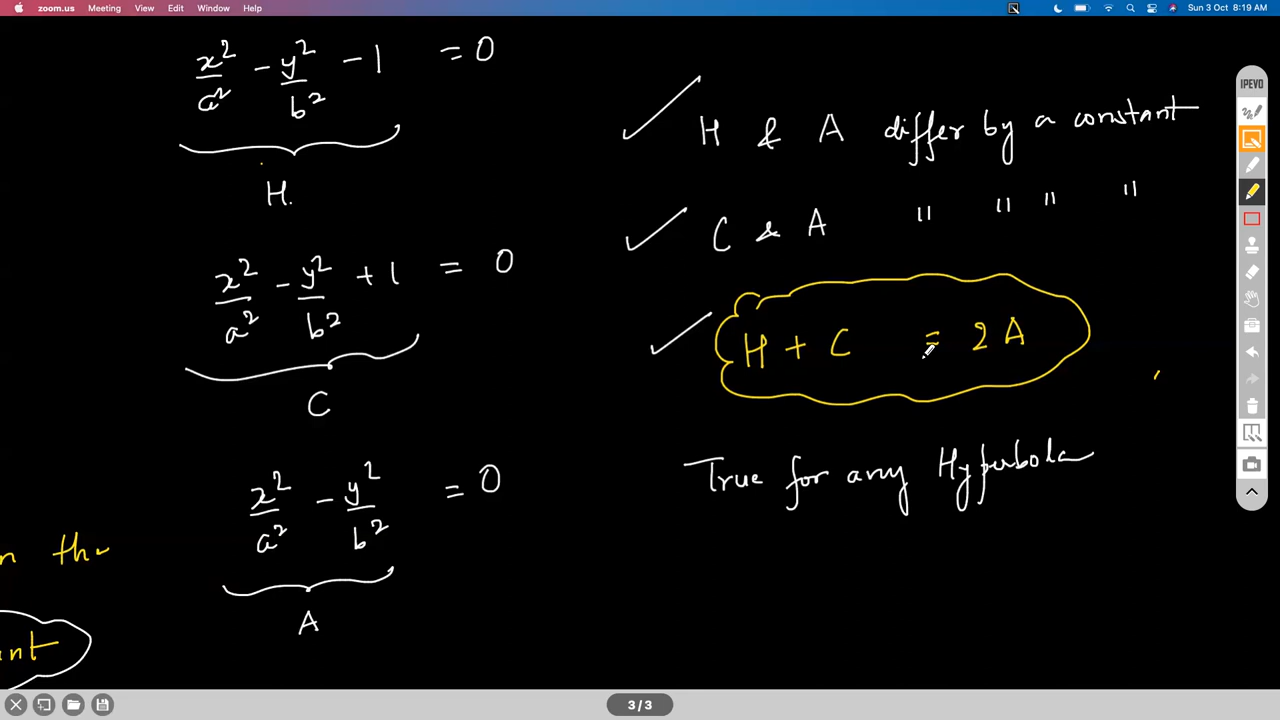 zoom.us Meeting View Edit Window Help Sun 3 Oct 8:19 AM
x²/a² - y²/b² - 1 = 0
H.
x²/a² - y²/b² + 1 = 0
C
x²/a² - y²/b² = 0
A
n the
nt
H & A differ by a constant
C & A " " " "
H + C = 2 A
True for any Hyperbola
IPEVO
3 / 3